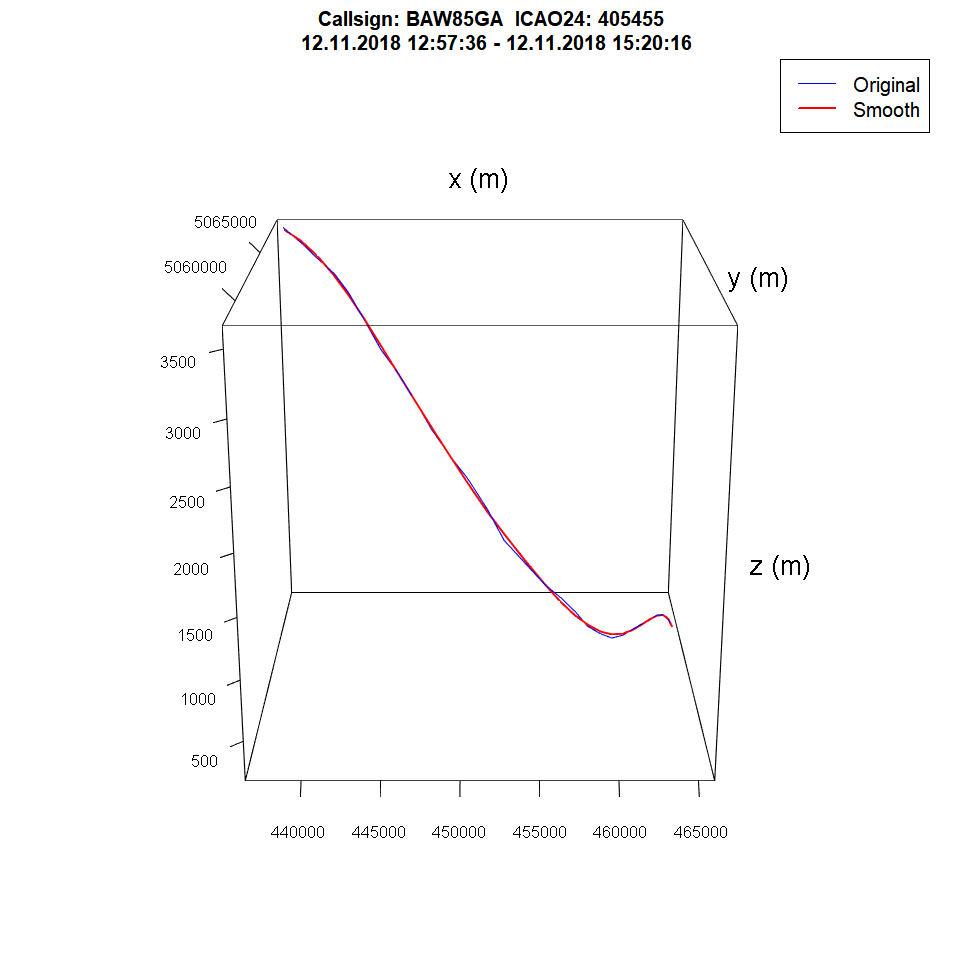 Callsign: BAW85GA  ICAO24: 405455
12.11.2018 12:57:36 - 12.11.2018 15:20:16
Original
Smooth
x (m)
5065000
5060000
y (m)
3500
3000
2500
2000
z (m)
1500
1000
500
440000 445000 450000 455000 460000 465000